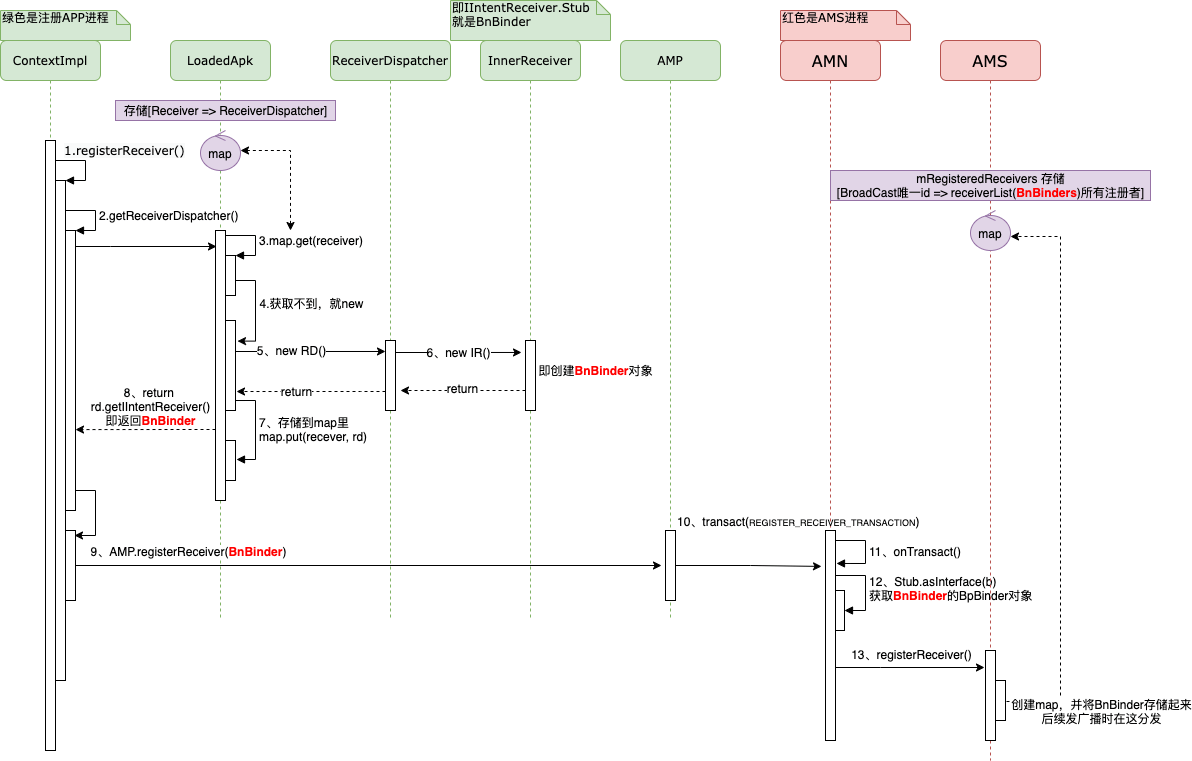 绿色是注册APP进程
即IIntentReceiver.Stub
就是BnBinder
红色是AMS进程
ContextImpl
LoadedApk
ReceiverDispatcher
InnerReceiver
AMP
AMN
AMS
存储[Receiver => ReceiverDispatcher]
map
1.registerReceiver()
mRegisteredReceivers 存储
[BroadCast唯一id => receiverList(BnBinders)所有注册者]
map
2.getReceiverDispatcher()
3.map.get(receiver)
4.获取不到，就new
5、new RD()
6、new IR()
即创建BnBinder对象
return
return
8、return
rd.getIIntentReceiver()
即返回BnBinder
7、存储到map里
map.put(recever, rd)
9、AMP.registerReceiver(BnBinder)
10、transact(REGISTER_RECEIVER_TRANSACTION)
11、onTransact()
12、Stub.asInterface(b)
获取BnBinder的BpBinder对象
13、registerReceiver()
创建map，并将BnBinder存储起来
后续发广播时在这分发